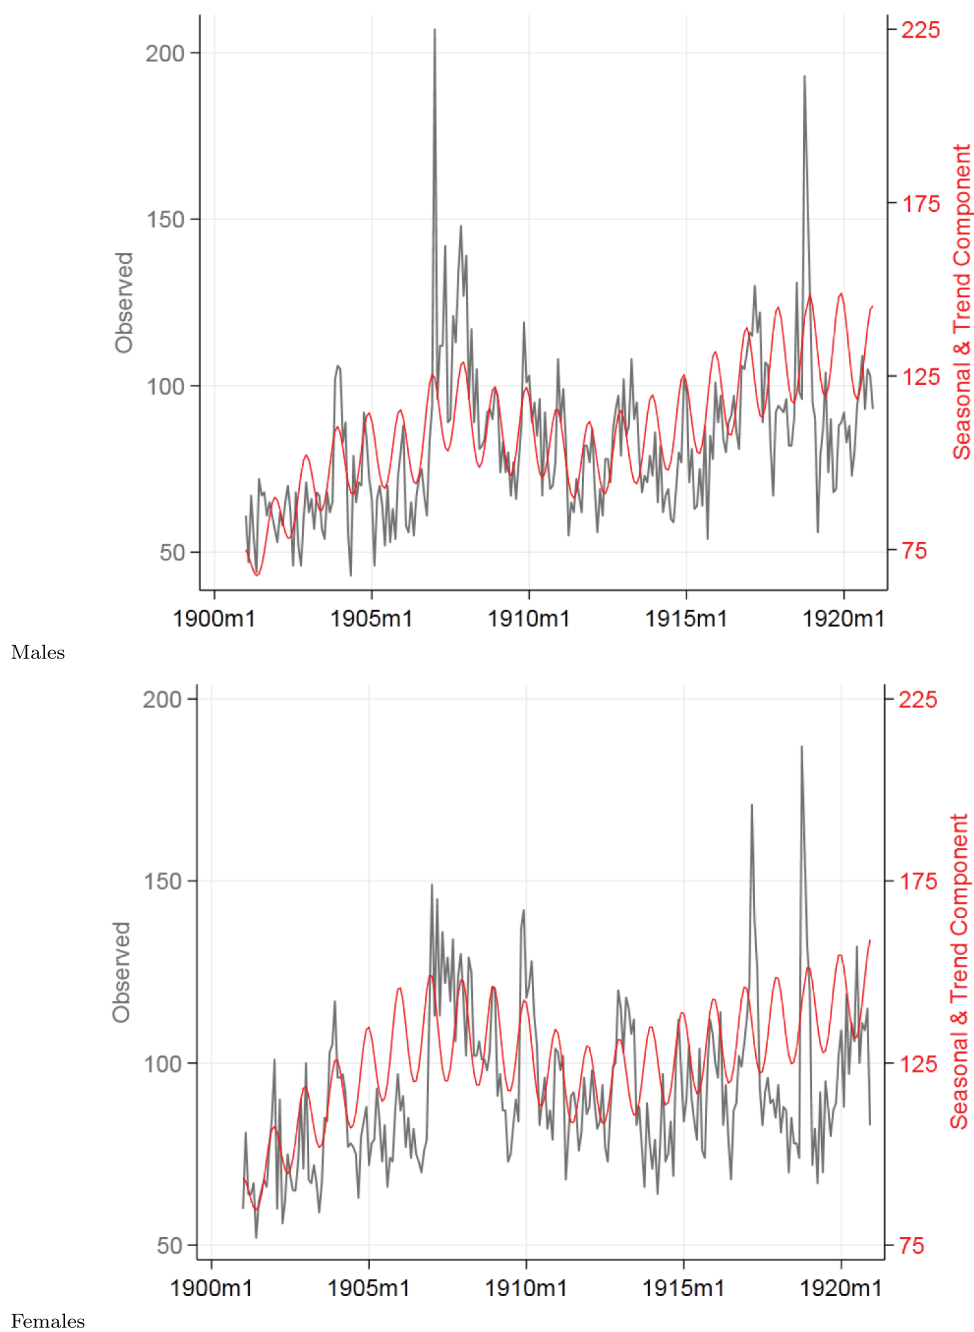 225
200
175
150
125
100
75
50
Observed
Seasonal & Trend Component
1900m1 1905m1 1910m1 1915m1 1920m1
Males
200 225
150 175
100 125
50 75
Observed
Seasonal & Trend Component
1900m1 1905m1 1910m1 1915m1 1920m1
Females